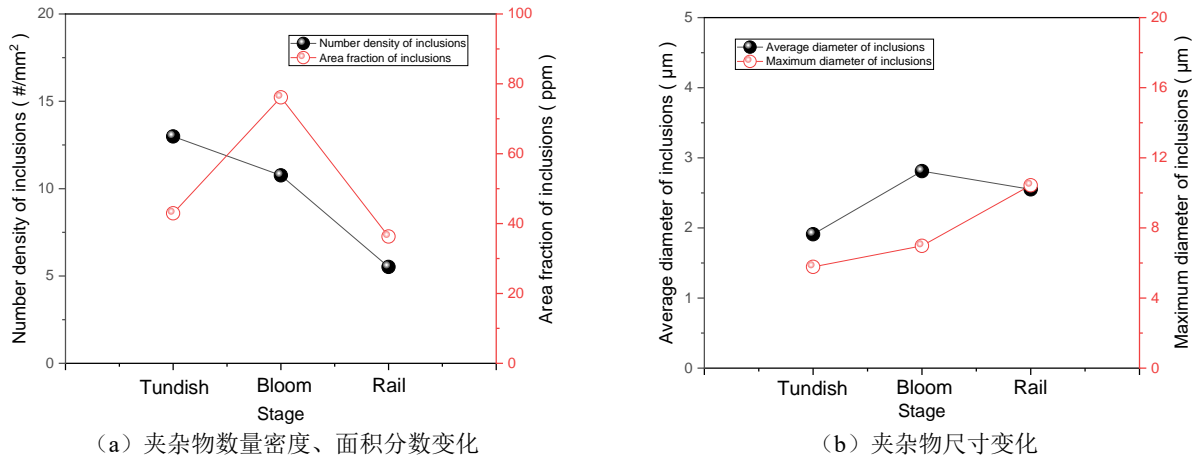 Number density of inclusions（#/mm2）
20
15
10
5
0
Number density of inclusions
Area fraction of inclusions
100
80
60
40
20
0
Area fraction of inclusions（ppm）
Tundish
Bloom
Rail
Stage
（a）夹杂物数量密度、面积分数变化
Average diameter of inclusions（μm）
5
4
3
2
1
0
Average diameter of inclusions
Maximum diameter of inclusions
20
16
12
8
4
0
Maximum diameter of inclusions（μm）
Tundish
Bloom
Rail
Stage
（b）夹杂物尺寸变化